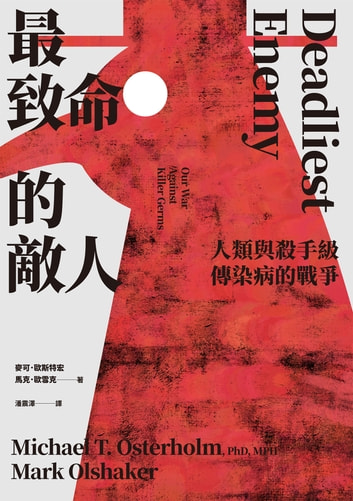 最
致命
的
敵人
Deadliest
Enemy
Our War
Against
Killer Germs
人類與殺手級
傳染病的戰爭
麥可·歐斯特宏
馬克·歐雪克──著
潘震澤──譯
Michael T. Osterholm, PhD, MPH
Mark Olshaker